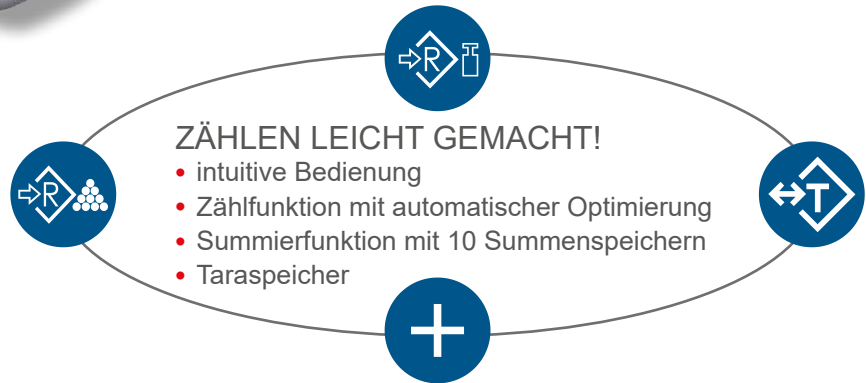 R
ZÄHLEN LEICHT GEMACHT!
• intuitive Bedienung
R
• Zählfunktion mit automatischer Optimierung
T
• Summierfunktion mit 10 Summenspeichern
• Taraspeicher
+